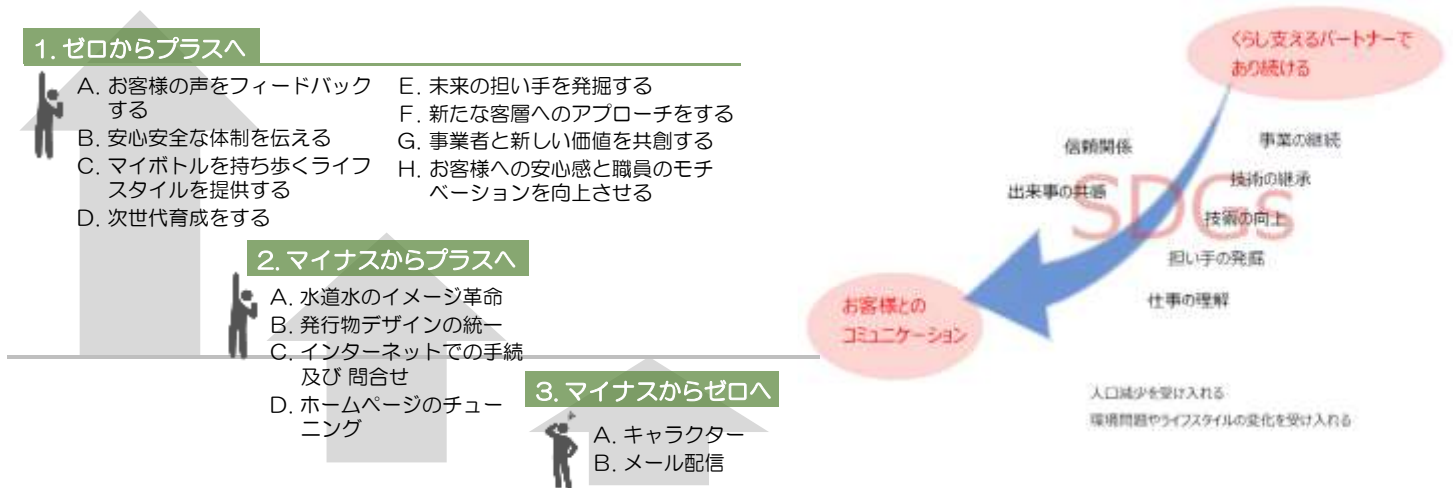 1. ゼロからプラスへ
A. お客様の声をフィードバック
する
B. 安心安全な体制を伝える
C. マイボトルを持ち歩くライフ
スタイルを提供する
D. 次世代育成をする
E. 未来の担い手を発掘する
F. 新たな客層へのアプローチをする
G. 事業者と新しい価値を共創する
H. お客様への安心感と職員のモチ
ベーションを向上させる
2. マイナスからプラスへ
A. 水道水のイメージ革命
B. 発行物デザインの統一
C. インターネットでの手続
及び 問合せ
D. ホームページのチュー
ニング
3. マイナスからゼロへ
A. キャラクター
B. メール配信
くらし支えるパートナーで
あり続ける
信頼関係
事業の継続
出来事の共感
技術の継承
SDGs
技術の向上
担い手の発掘
仕事の理解
お客様との
コミュニケーション
人口減少を受け入れる
環境問題やライフスタイルの変化を受け入れる